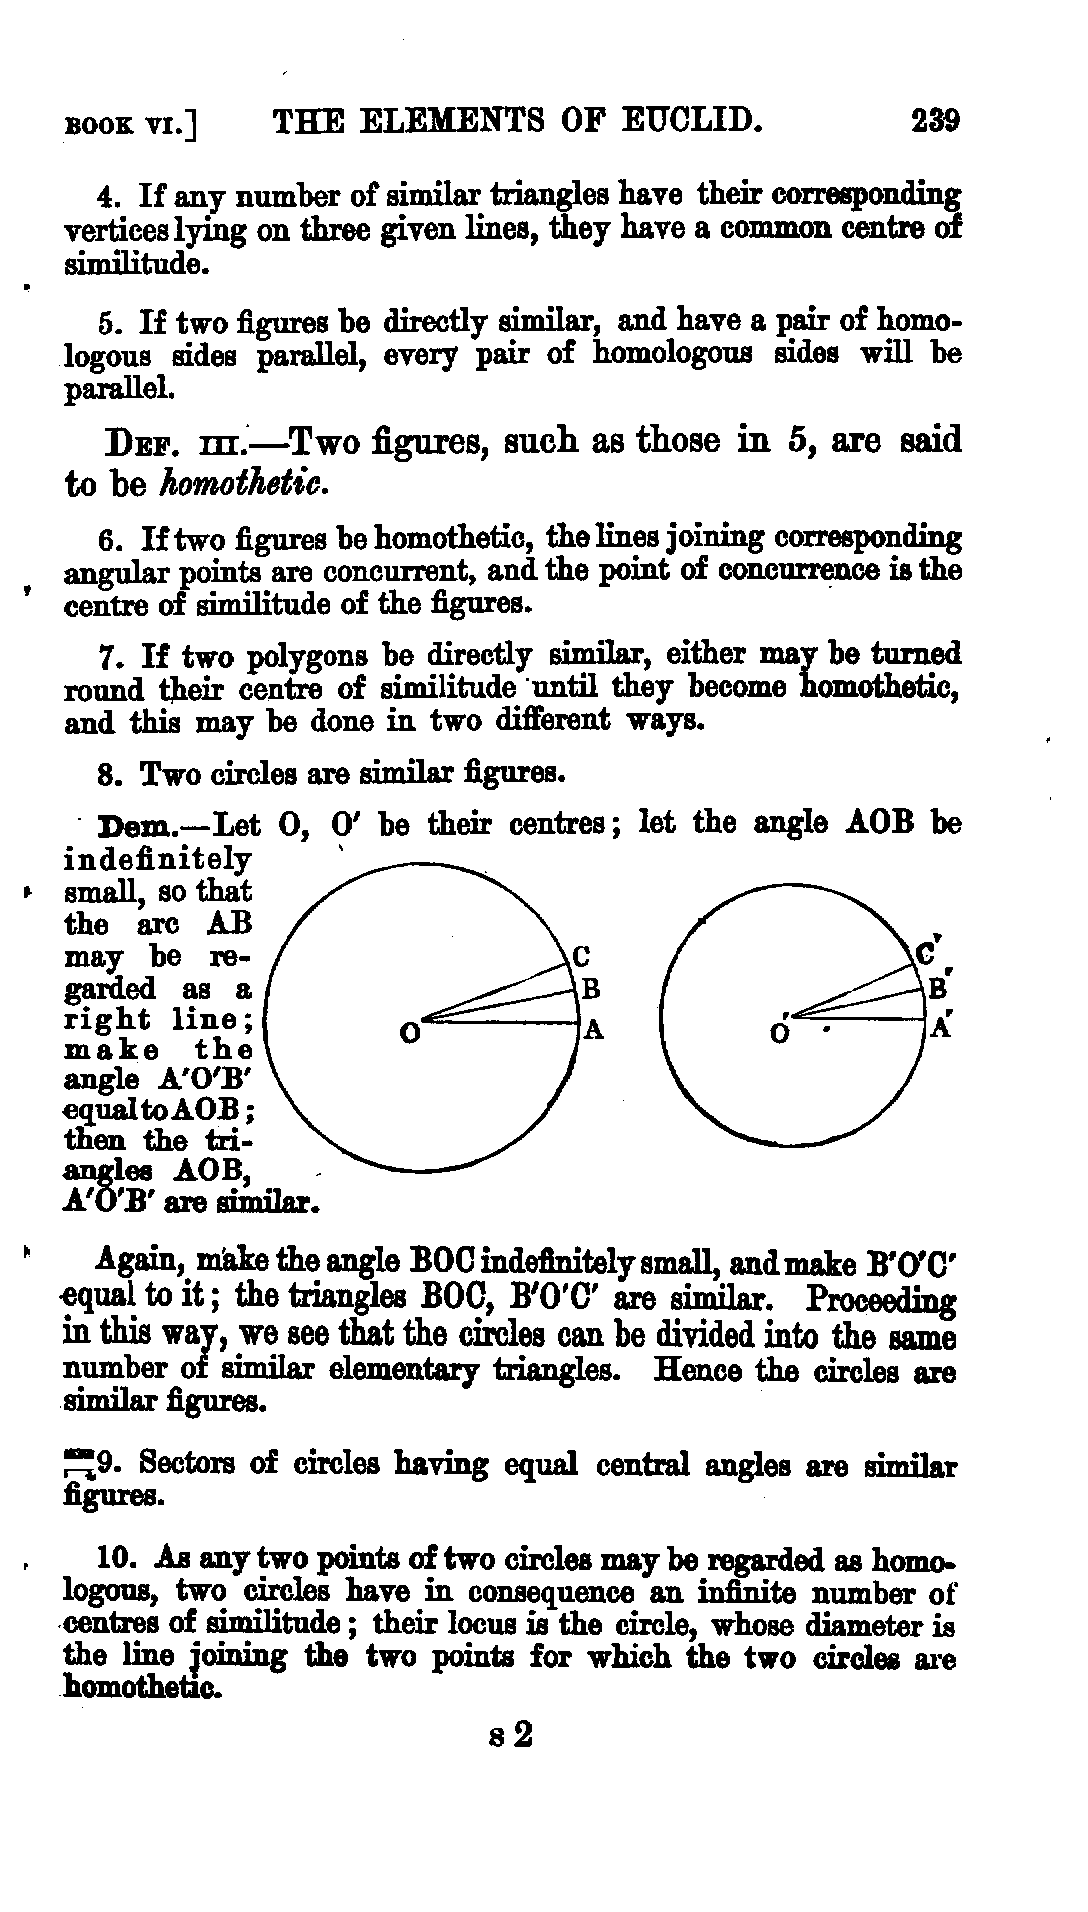 BOOK VI.] THE ELEMENTS OF EUCLID. 239
4. If any number of similar triangles have their corresponding
vertices lying on three given lines, they have a common centre of
similitude.
5. If two figures be directly similar, and have a pair of homo-
logous sides parallel, every pair of homologous sides will be
parallel.
DEF. III.—Two figures, such as those in 5, are said
to be homothetic.
6. If two figures be homothetic, the lines joining corresponding
angular points are concurrent, and the point of concurrence is the
centre of similitude of the figures.
7. If two polygons be directly similar, either may be turned
round their centre of similitude until they become homothetic,
and this may be done in two different ways.
8. Two circles are similar figures.
Dem.—Let O, O′ be their centres; let the angle AOB be
indefinitely
small, so that
the arc AB
may be re-
garded as a
right line;
make the
angle A′O′B′
equal to AOB;
then the tri-
angles AOB,
A′O′B′ are similar.
C
B
A
O
C′
B′
A′
O′
Again, make the angle BOC indefinitely small, and make B′O′C′
equal to it; the triangles BOC, B′O′C′ are similar. Proceeding
in this way, we see that the circles can be divided into the same
number of similar elementary triangles. Hence the circles are
similar figures.
9. Sectors of circles having equal central angles are similar
figures.
10. As any two points of two circles may be regarded as homo-
logous, two circles have in consequence an infinite number of
centres of similitude; their locus is the circle, whose diameter is
the line joining the two points for which the two circles are
homothetic.
s 2